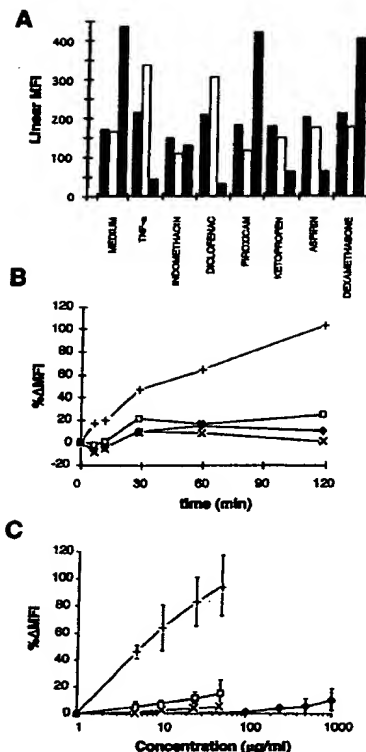 A
Linear MFI
400
300
200
100
0
MEDIUM
TNF-α
INDOMETHACIN
DICLOFENAC
PIROXICAM
KETOPROFEN
ASPIRIN
DEXAMETHASONE
B
%ΔMFI
120
100
80
60
40
20
0
-20
0 30 60 90 120
time (min)
C
%ΔMFI
120
100
80
60
40
20
0
1 10 100 1000
Concentration (μg/ml)